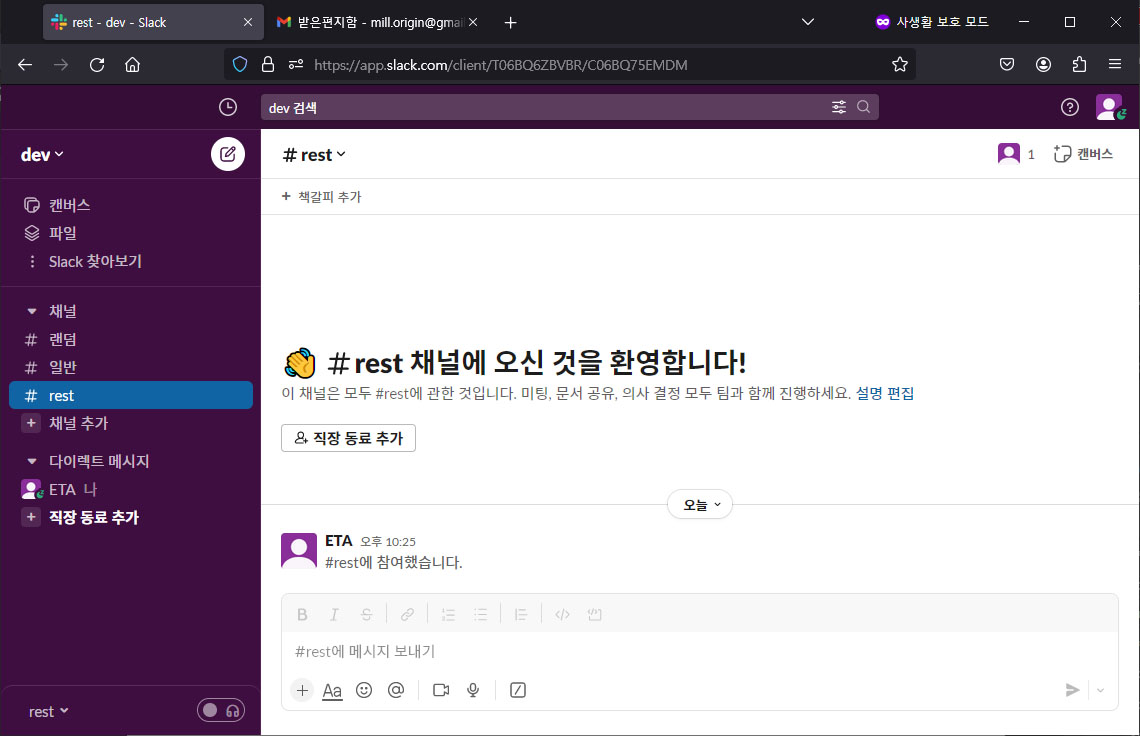 rest - dev - Slack
받은편지함 - mill.origin@gmai
사생활 보호 모드
https://app.slack.com/client/T06BQ6ZBVBR/C06BQ75EMDM
dev 검색
dev
# rest
1
캔버스
+ 책갈피 추가
캔버스
파일
Slack 찾아보기
채널
# 랜덤
# 일반
# rest
+ 채널 추가
다이렉트 메시지
ETA 나
+ 직장 동료 추가
# rest 채널에 오신 것을 환영합니다!
이 채널은 모두 #rest에 관한 것입니다. 미팅, 문서 공유, 의사 결정 모두 팀과 함께 진행하세요. 설명 편집
직장 동료 추가
오늘
ETA 오후 10:25
#rest에 참여했습니다.
B I S
#rest에 메시지 보내기
+ Aa @
rest